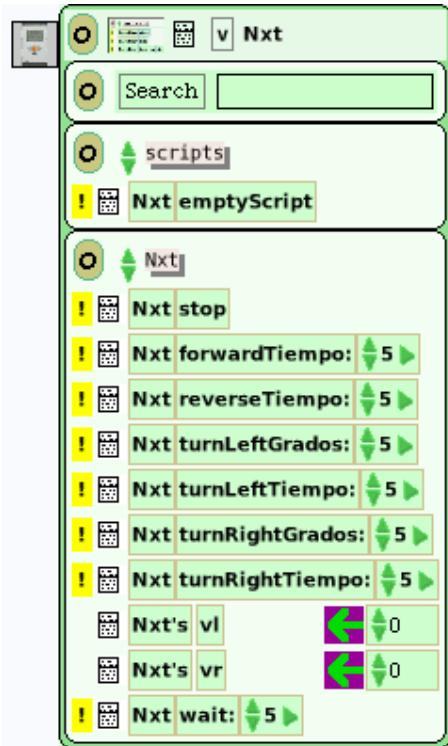 v Nxt
Search
scripts
! Nxt emptyScript
Nxt
! Nxt stop
! Nxt forwardTiempo: 5
! Nxt reverseTiempo: 5
! Nxt turnLeftGrados: 5
! Nxt turnLeftTiempo: 5
! Nxt turnRightGrados: 5
! Nxt turnRightTiempo: 5
Nxt's vl 0
Nxt's vr 0
! Nxt wait: 5